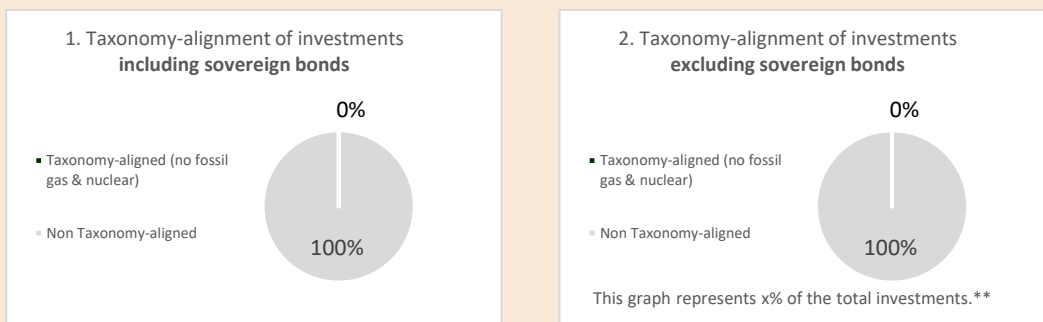 1. Taxonomy-alignment of investments
including sovereign bonds
0%
Taxonomy-aligned (no fossil
gas & nuclear)
Non Taxonomy-aligned
100%
2. Taxonomy-alignment of investments
excluding sovereign bonds
0%
Taxonomy-aligned (no fossil
gas & nuclear)
Non Taxonomy-aligned
100%
This graph represents x% of the total investments.**